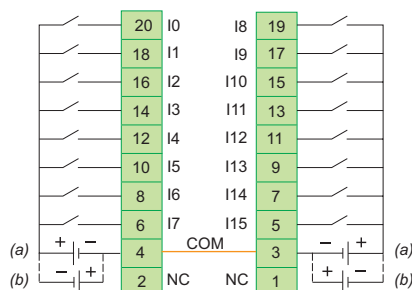 20 I0 I8 19
18 I1 I9 17
16 I2 I10 15
14 I3 I11 13
12 I4 I12 11
10 I5 I13 9
8 I6 I14 7
6 I7 I15 5
(a) + − 4 COM 3 − + (a)
(b) − + 2 NC NC 1 + − (b)